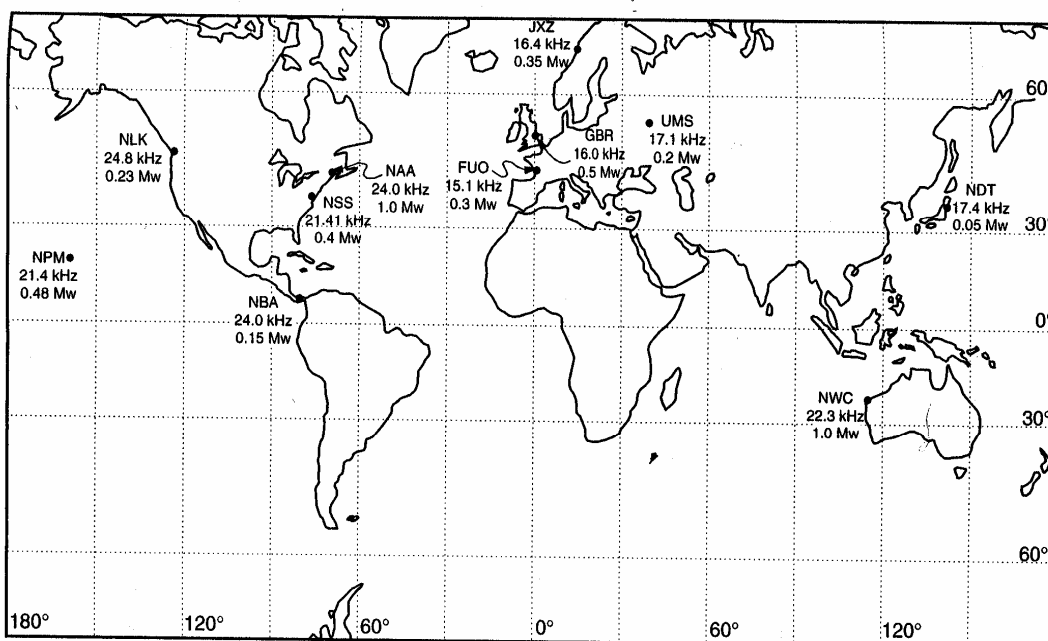 JXZ
16.4 kHz
0.35 Mw
60°
NLK
24.8 kHz
0.23 Mw
NAA
24.0 kHz
1.0 Mw
NSS
21.41 kHz
0.4 Mw
FUO
15.1 kHz
0.3 Mw
GBR
16.0 kHz
0.5 Mw
UMS
17.1 kHz
0.2 Mw
NDT
17.4 kHz
0.05 Mw
30°
NPM
21.4 kHz
0.48 Mw
NBA
24.0 kHz
0.15 Mw
0°
NWC
22.3 kHz
1.0 Mw
30°
60°
180° 120° 60° 0° 60° 120°